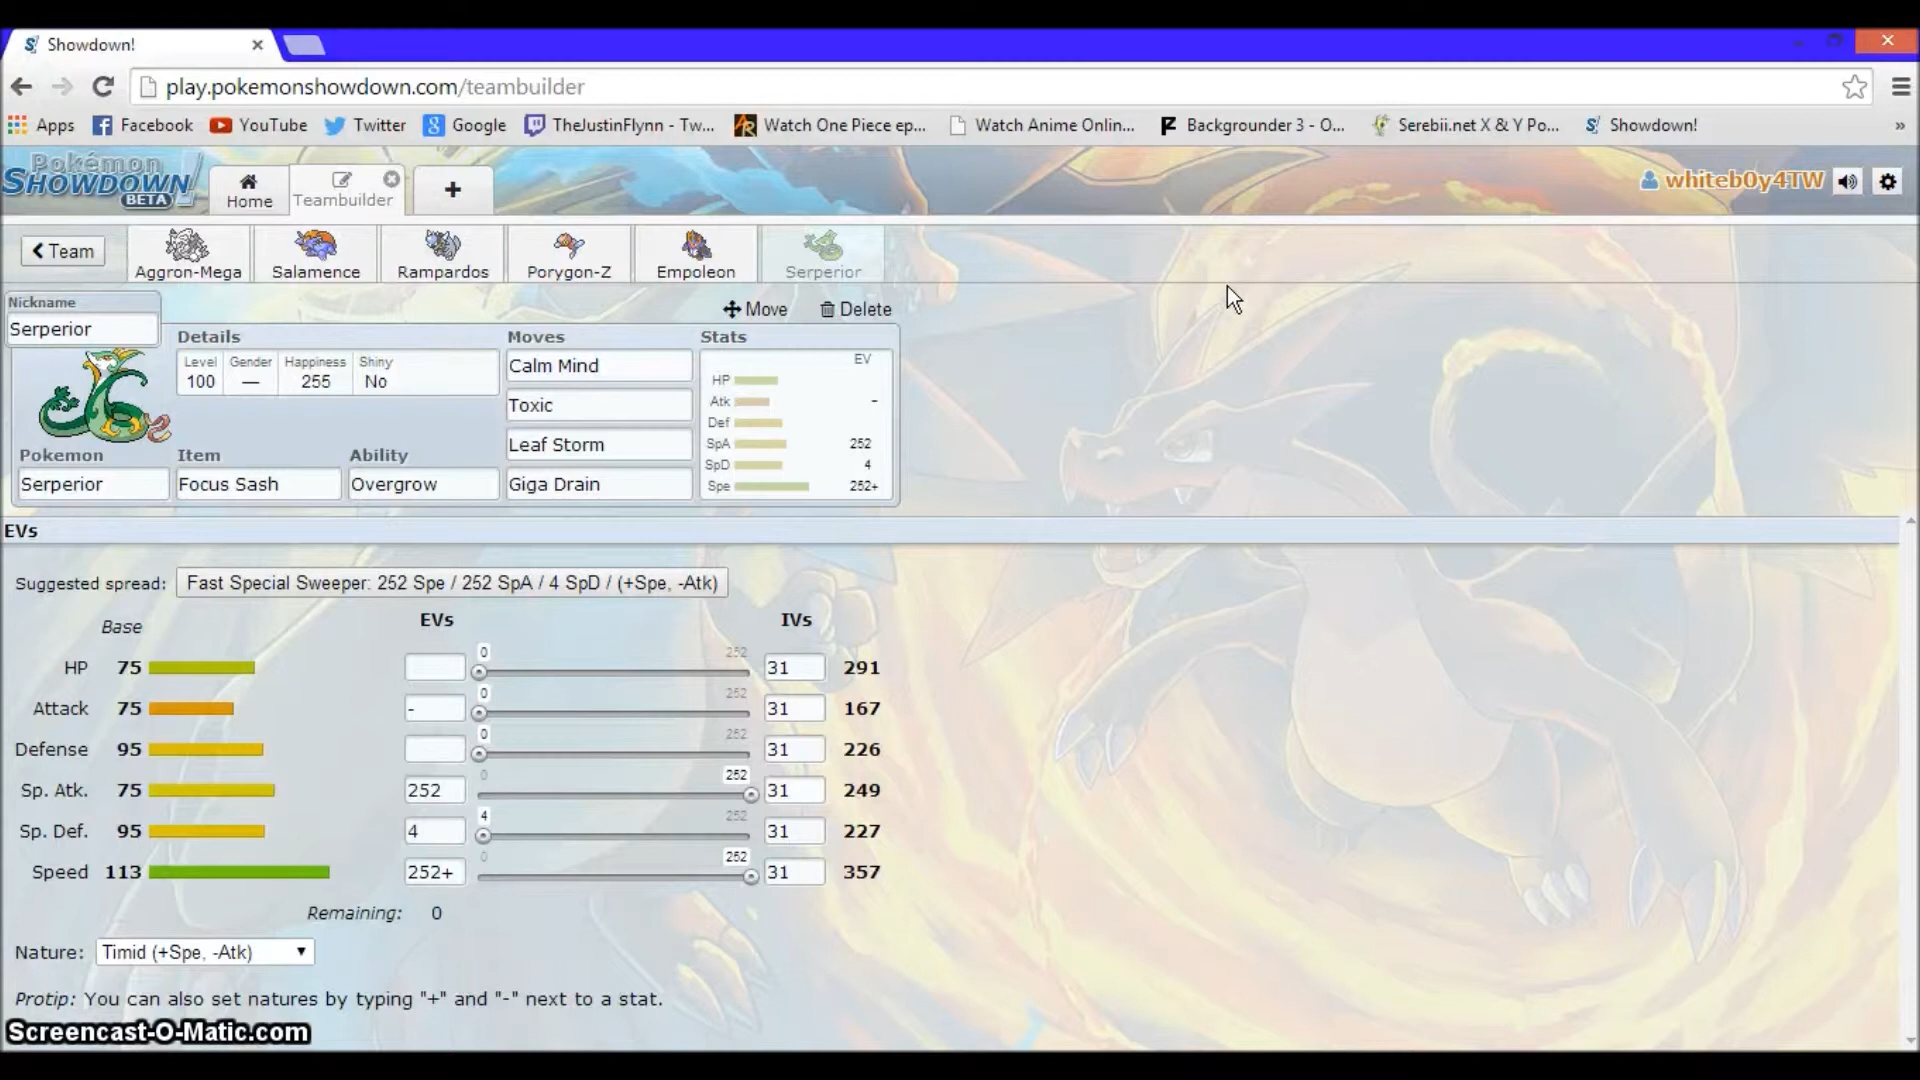 Showdown!
play.pokemonshowdown.com/teambuilder
Apps Facebook YouTube Twitter Google TheJustinFlynn - Tw... Watch One Piece ep... Watch Anime Onlin... Backgrounder 3 - O... Serebii.net X & Y Po... Showdown! »
Pokémon
SHOWDOWN!
BETA
Home
Teambuilder
+
whiteb0y4TW
Team
Aggron-Mega
Salamence
Rampardos
Porygon-Z
Empoleon
Serperior
Nickname
Serperior
Move Delete
Details Moves Stats
Level Gender Happiness Shiny
100 — 255 No
Calm Mind
Toxic
Leaf Storm
Giga Drain
EV
HP
Atk -
Def
SpA 252
SpD 4
Spe 252+
Pokemon Item Ability
Serperior Focus Sash Overgrow
EVs
Suggested spread: Fast Special Sweeper: 252 Spe / 252 SpA / 4 SpD / (+Spe, -Atk)
Base EVs IVs
HP 75 0 252 31 291
Attack 75 - 0 252 31 167
Defense 95 0 252 31 226
Sp. Atk. 75 252 0 252 31 249
Sp. Def. 95 4 4 252 31 227
Speed 113 252+ 0 252 31 357
Remaining: 0
Nature: Timid (+Spe, -Atk)
Protip: You can also set natures by typing "+" and "-" next to a stat.
Screencast-O-Matic.com